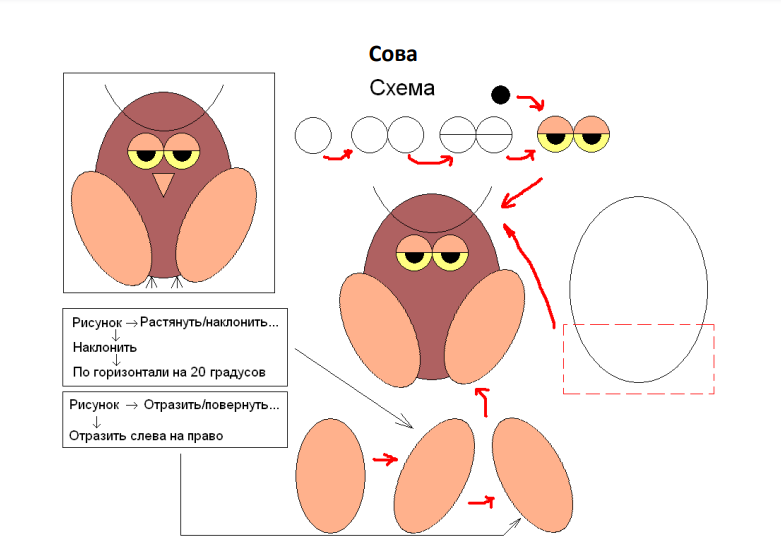 Сова
Схема
Рисунок → Растянуть/наклонить...
Наклонить
По горизонтали на 20 градусов
Рисунок → Отразить/повернуть...
Отразить слева на право